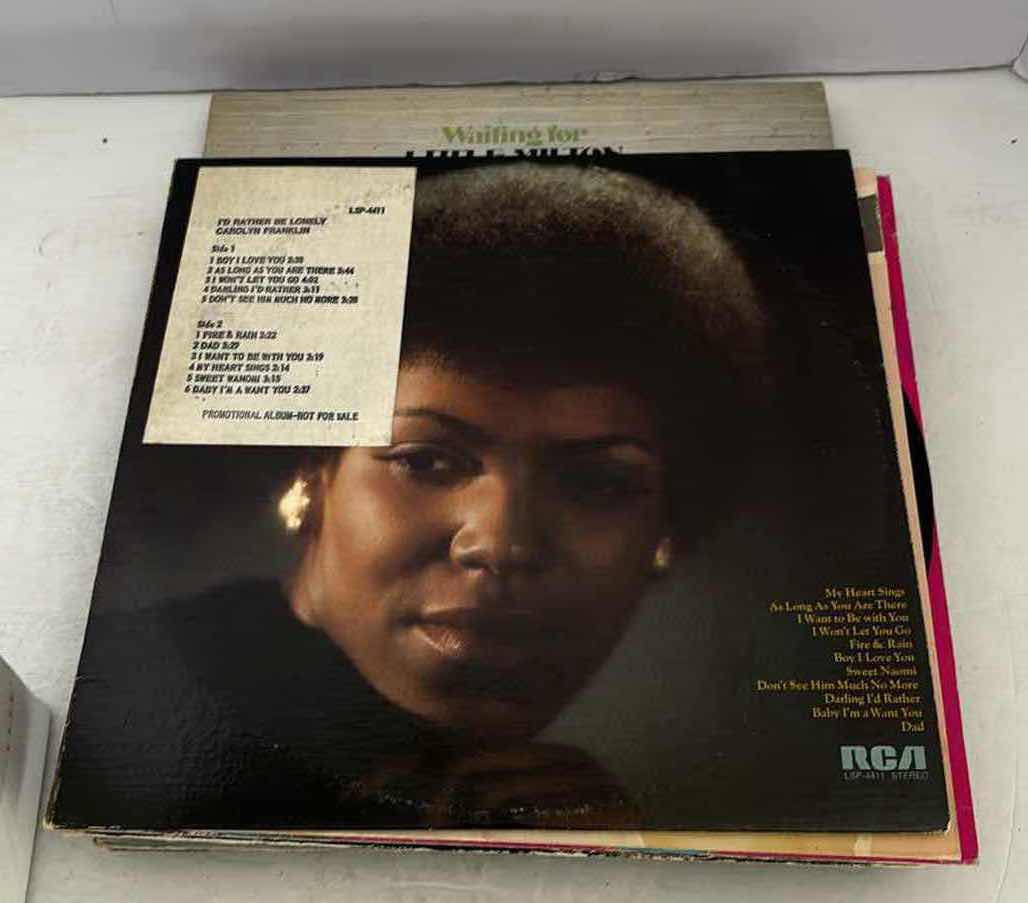 Waiting for
LITTLE MILTON
LSP-4411
I'D RATHER BE LONELY
CAROLYN FRANKLIN
Side 1
1 BOY I LOVE YOU
2 AS LONG AS YOU ARE THERE 3:44
3 I WON'T LET YOU GO 4:02
4 DARLING I'D RATHER 3:11
5 DON'T SEE HIM MUCH NO MORE 3:28
Side 2
1 FIRE & RAIN 3:22
2 DAD 3:27
3 I WANT TO BE WITH YOU 3:19
4 MY HEART SINGS 2:14
5 SWEET NAOMI 3:15
6 BABY I'M A WANT YOU 2:37
PROMOTIONAL ALBUM-NOT FOR SALE
My Heart Sings
As Long As You Are There
I Want to Be with You
I Won't Let You Go
Fire & Rain
Boy I Love You
Sweet Naomi
Don't See Him Much No More
Darling I'd Rather
Baby I'm a Want You
Dad
RCA
LSP-4411 STEREO